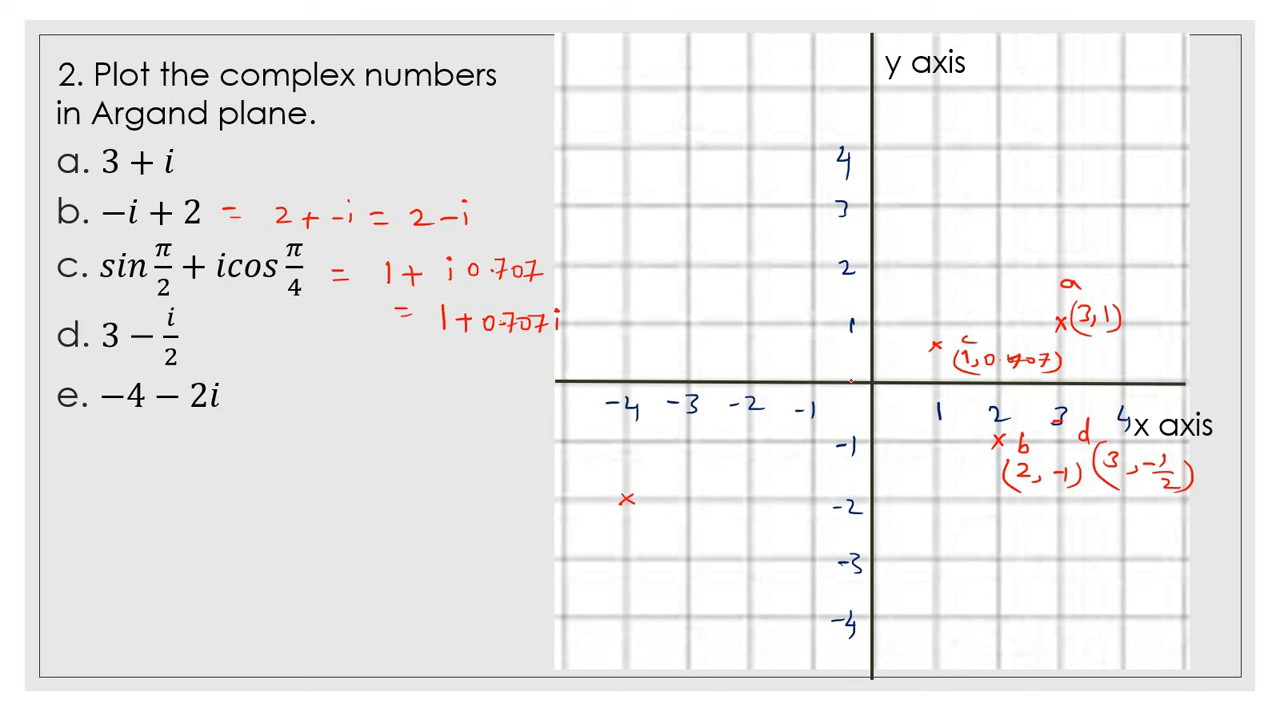 2. Plot the complex numbers
in Argand plane.
a. 3 + i
b. −i + 2 = 2 + -i = 2 - i
c. sin π/2 + icos π/4 = 1 + i 0.707
= 1 + 0.707i
d. 3 − i/2
e. −4 − 2i
y axis
4
3
2
1
a
(3, 1)
c
(1, 0.707)
-4 -3 -2 -1 1 2 3 4
x axis
-1
b
(2, -1)
d
(3, -1/2)
-2
-3
-4